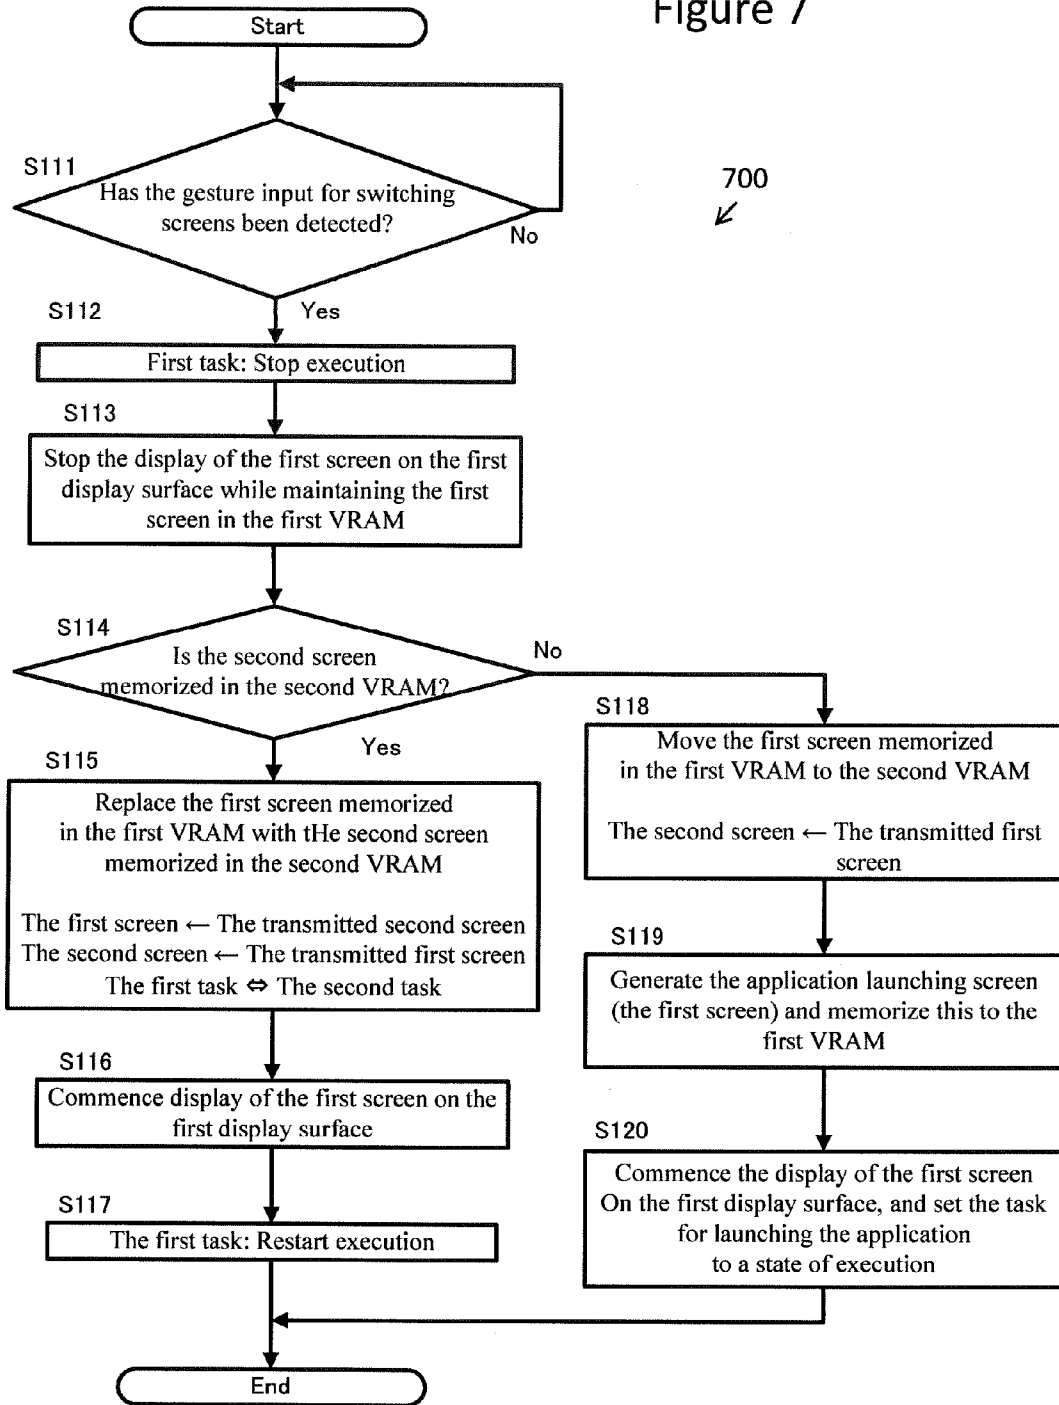 Figure 7
Start
S111
Has the gesture input for switching
screens been detected?
No
700
Yes
S112
First task: Stop execution
S113
Stop the display of the first screen on the first
display surface while maintaining the first
screen in the first VRAM
S114
Is the second screen
memorized in the second VRAM?
No
Yes
S115
Replace the first screen memorized
in the first VRAM with tHe second screen
memorized in the second VRAM
The first screen ← The transmitted second screen
The second screen ← The transmitted first screen
The first task ⇔ The second task
S116
Commence display of the first screen on the
first display surface
S117
The first task: Restart execution
S118
Move the first screen memorized
in the first VRAM to the second VRAM
The second screen ← The transmitted first
screen
S119
Generate the application launching screen
(the first screen) and memorize this to the
first VRAM
S120
Commence the display of the first screen
On the first display surface, and set the task
for launching the application
to a state of execution
End